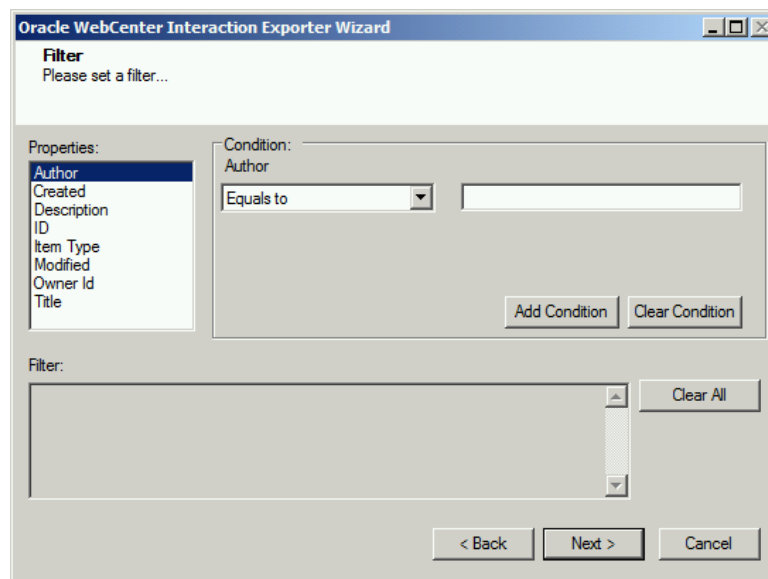 Oracle WebCenter Interaction Exporter Wizard
Filter
Please set a filter...
Properties:
Author
Created
Description
ID
Item Type
Modified
Owner Id
Title
Condition:
Author
Equals to
Add Condition
Clear Condition
Filter:
Clear All
< Back
Next >
Cancel